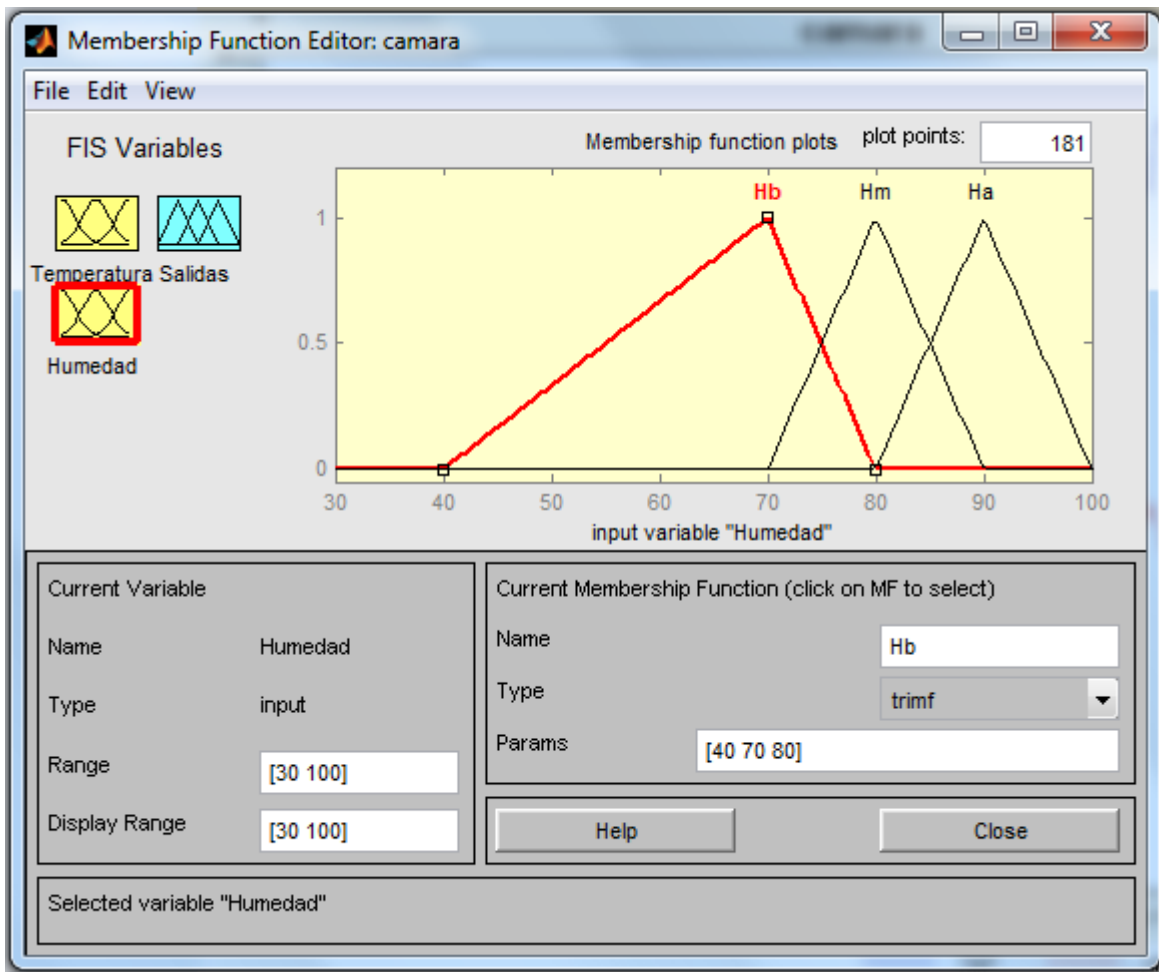 Membership Function Editor: camara
File Edit View
FIS Variables
Membership function plots
plot points:
181
Temperatura
Salidas
Humedad
Hb
Hm
Ha
1
0.5
0
30 40 50 60 70 80 90 100
input variable "Humedad"
Current Variable
Name Humedad
Type input
Range [30 100]
Display Range [30 100]
Current Membership Function (click on MF to select)
Name Hb
Type trimf
Params [40 70 80]
Help
Close
Selected variable "Humedad"